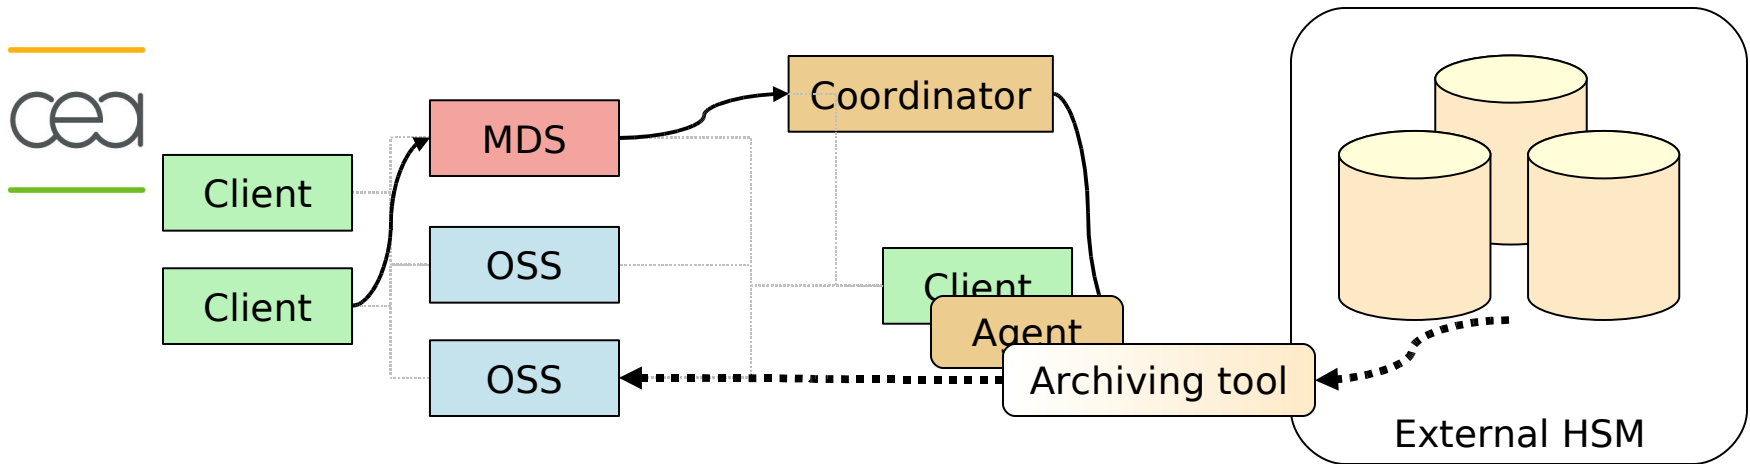 cea
Coordinator
MDS
Client
OSS
Client
Client
Agent
OSS
Archiving tool
External HSM